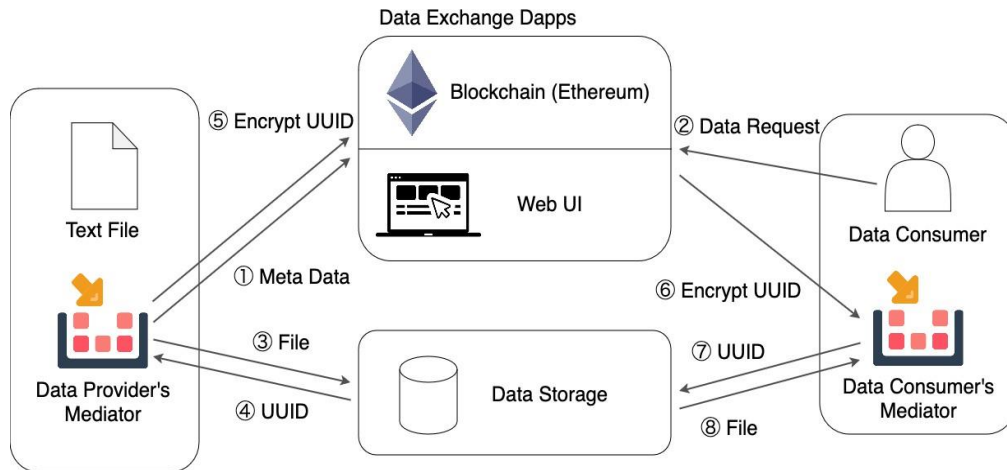 Data Exchange Dapps
Blockchain (Ethereum)
⑤ Encrypt UUID
② Data Request
Text File
Web UI
Data Consumer
① Meta Data
⑥ Encrypt UUID
③ File
⑦ UUID
Data Provider's
Mediator
④ UUID
Data Storage
Data Consumer's
Mediator
⑧ File